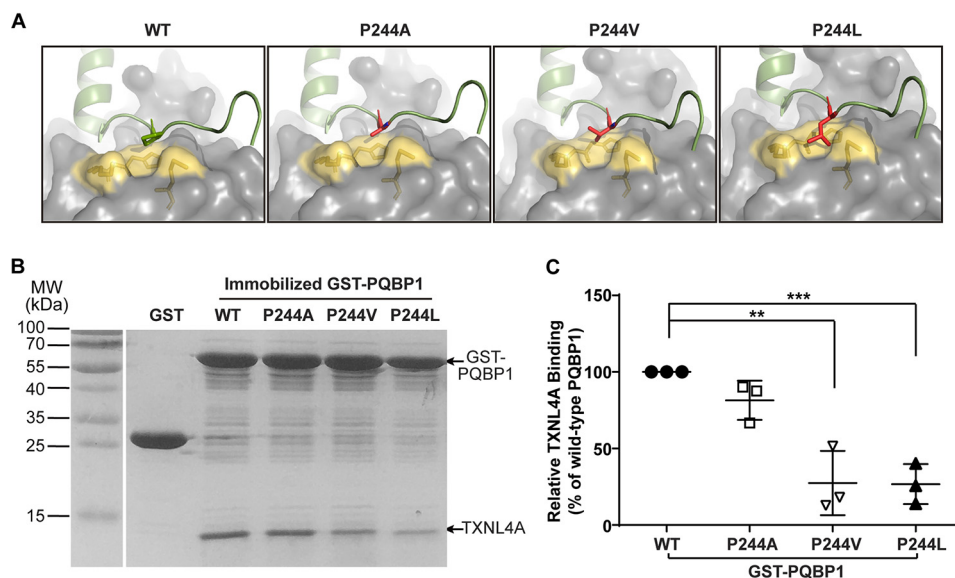 A
WT
P244A
P244V
P244L
B
MW
(kDa)
Immobilized GST-PQBP1
GST
WT
P244A
P244V
P244L
100
70
55
40
35
25
15
GST-
PQBP1
TXNL4A
C
Relative TXNL4A Binding
(% of wild-type PQBP1)
150
100
50
0
***
**
WT
P244A
P244V
P244L
GST-PQBP1